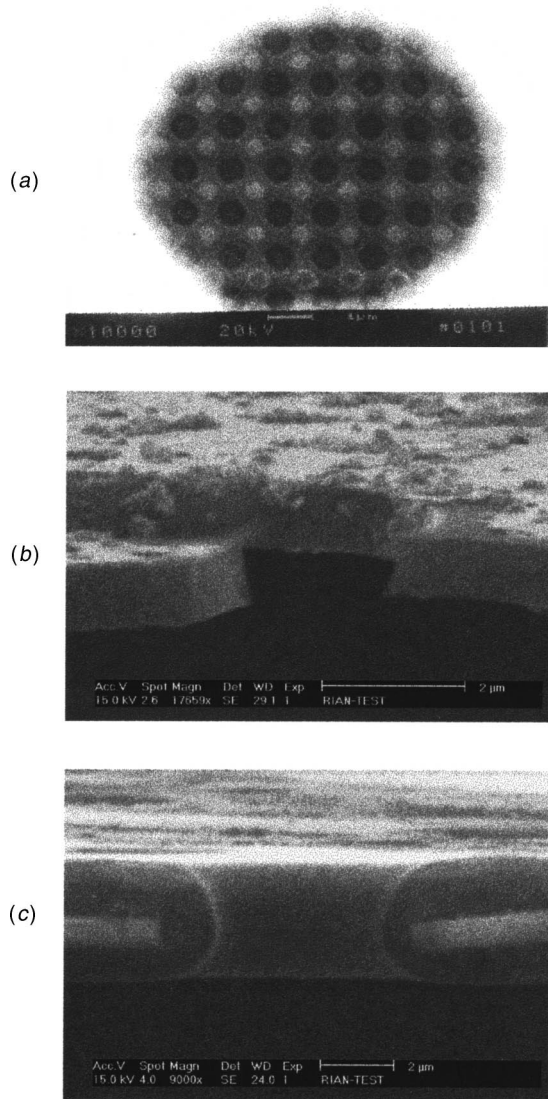 (a)
×10000 20kV 1µm #0101
(b)
Acc.V Spot Magn Det WD Exp 2 µm
15.0 kV 2.6 17659x SE 29.1 1 RIAN-TEST
(c)
Acc.V Spot Magn Det WD Exp 2 µm
15.0 kV 4.0 9000x SE 24.0 1 RIAN-TEST